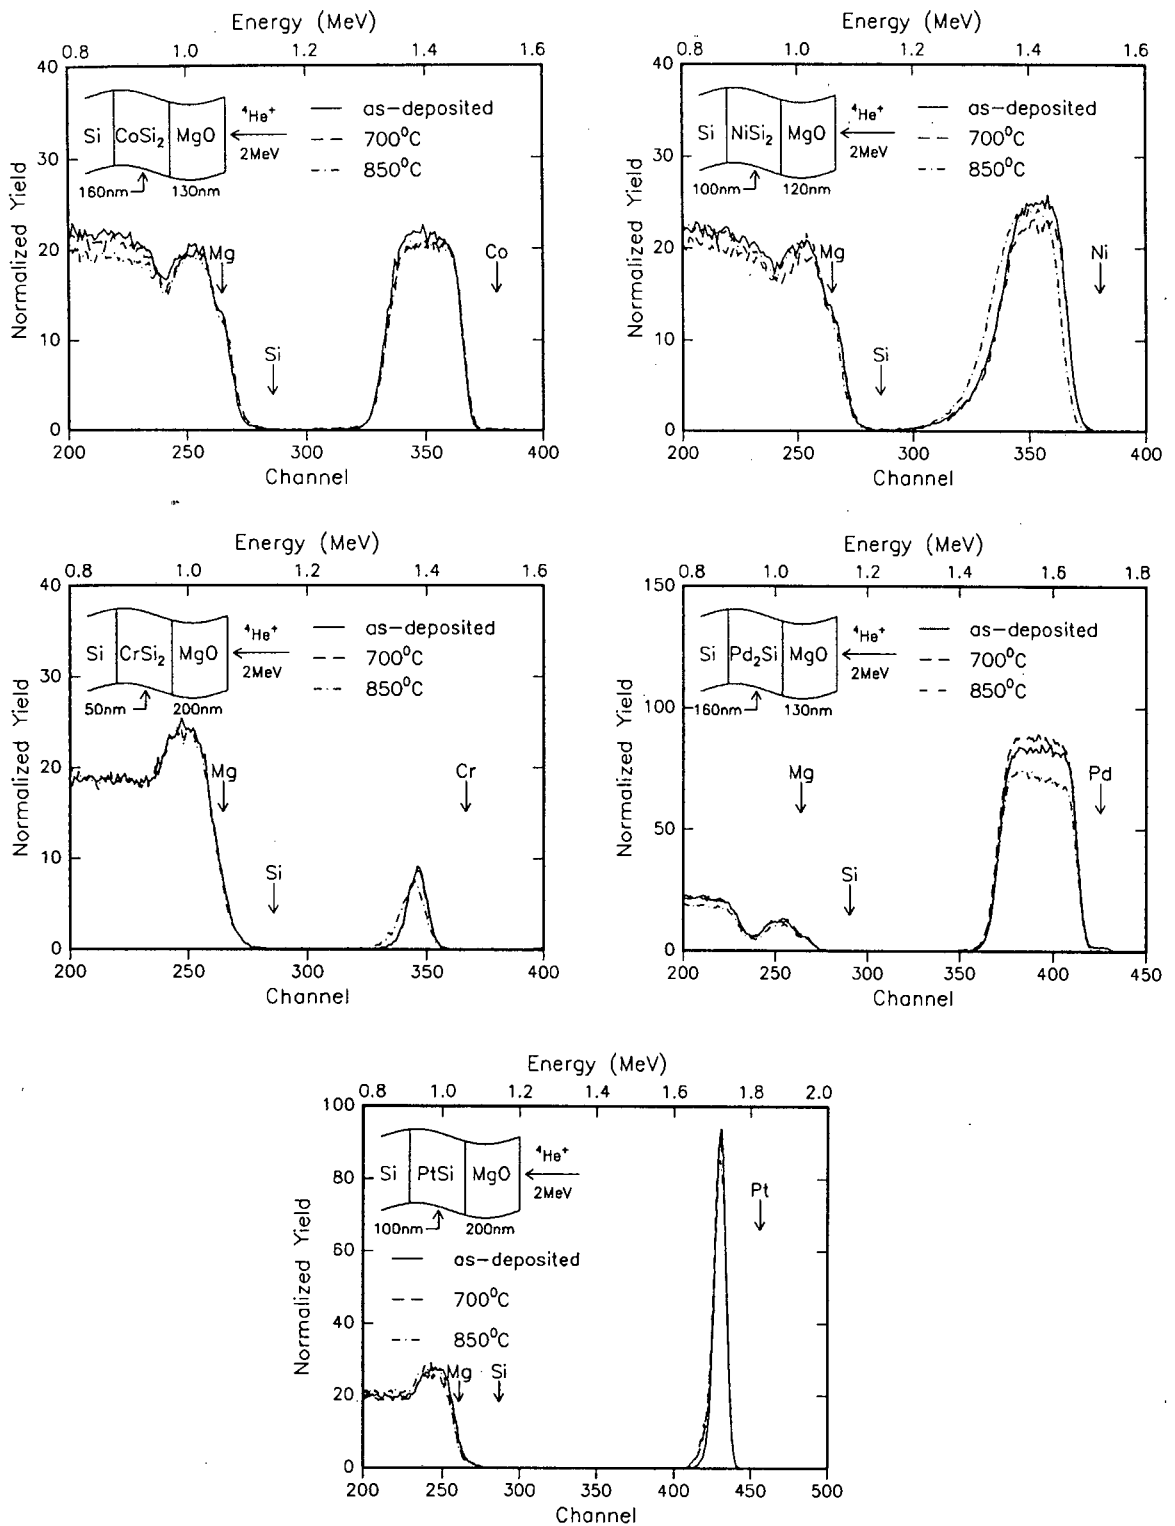 Energy (MeV)
0.8 1.0 1.2 1.4 1.6
40
30
20
10
0
Normalized Yield
Si CoSi2 MgO
⁴He⁺
2MeV
160nm 130nm
as-deposited
700⁰C
850⁰C
Mg
Co
Si
200 250 300 350 400
Channel
Energy (MeV)
0.8 1.0 1.2 1.4 1.6
40
30
20
10
0
Normalized Yield
Si NiSi2 MgO
⁴He⁺
2MeV
100nm 120nm
as-deposited
700⁰C
850⁰C
Mg
Ni
Si
200 250 300 350 400
Channel
Energy (MeV)
0.8 1.0 1.2 1.4 1.6
40
30
20
10
0
Normalized Yield
Si CrSi2 MgO
⁴He⁺
2MeV
50nm 200nm
as-deposited
700⁰C
850⁰C
Mg
Cr
Si
200 250 300 350 400
Channel
Energy (MeV)
0.8 1.0 1.2 1.4 1.6 1.8
150
100
50
0
Normalized Yield
Si Pd2Si MgO
⁴He⁺
2MeV
160nm 130nm
as-deposited
700⁰C
850⁰C
Mg
Pd
Si
200 250 300 350 400 450
Channel
Energy (MeV)
0.8 1.0 1.2 1.4 1.6 1.8 2.0
100
80
60
40
20
0
Normalized Yield
Si PtSi MgO
⁴He⁺
2MeV
100nm 200nm
as-deposited
700⁰C
850⁰C
Pt
Mg Si
200 250 300 350 400 450 500
Channel